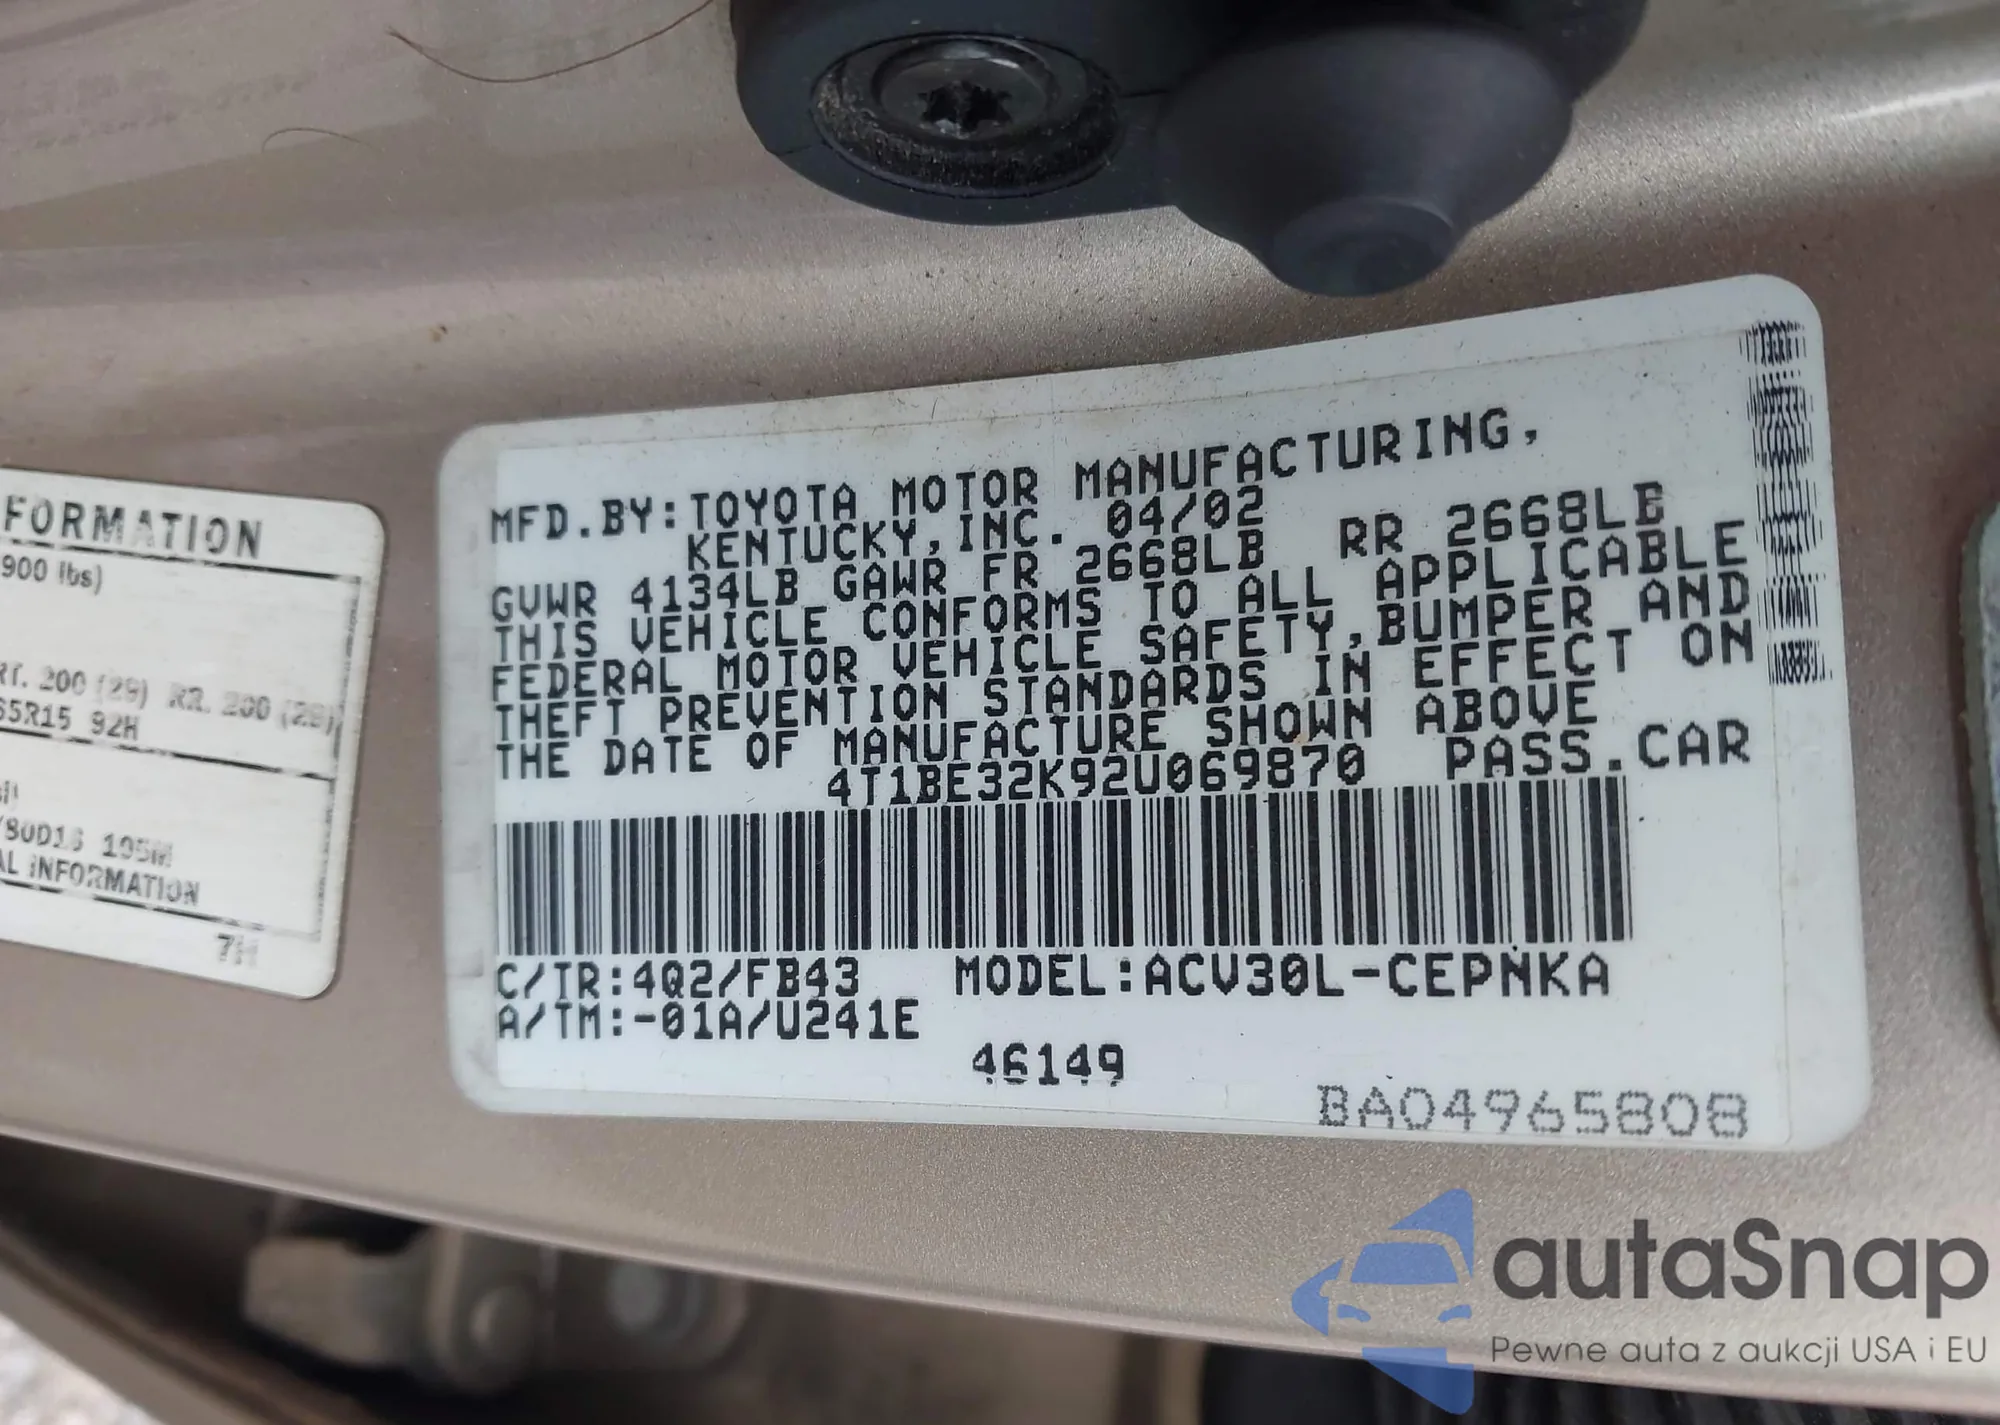 FORMATION
900 lbs)
RT. 200 (29) RR. 200 (29)
65R15 92H
/80D16 105M
AL INFORMATION
7H
MFD.BY:TOYOTA MOTOR MANUFACTURING,
KENTUCKY,INC. 04/02
GVWR 4134LB GAWR FR 2668LB RR 2668LB
THIS VEHICLE CONFORMS TO ALL APPLICABLE
FEDERAL MOTOR VEHICLE SAFETY,BUMPER AND
THEFT PREVENTION STANDARDS IN EFFECT ON
THE DATE OF MANUFACTURE SHOWN ABOVE
4T1BE32K92U069870 PASS.CAR
C/TR:4Q2/FB43 MODEL:ACV30L-CEPNKA
A/TM:-01A/U241E
46149
BA04965808
autaSnap
Pewne auta z aukcji USA i EU